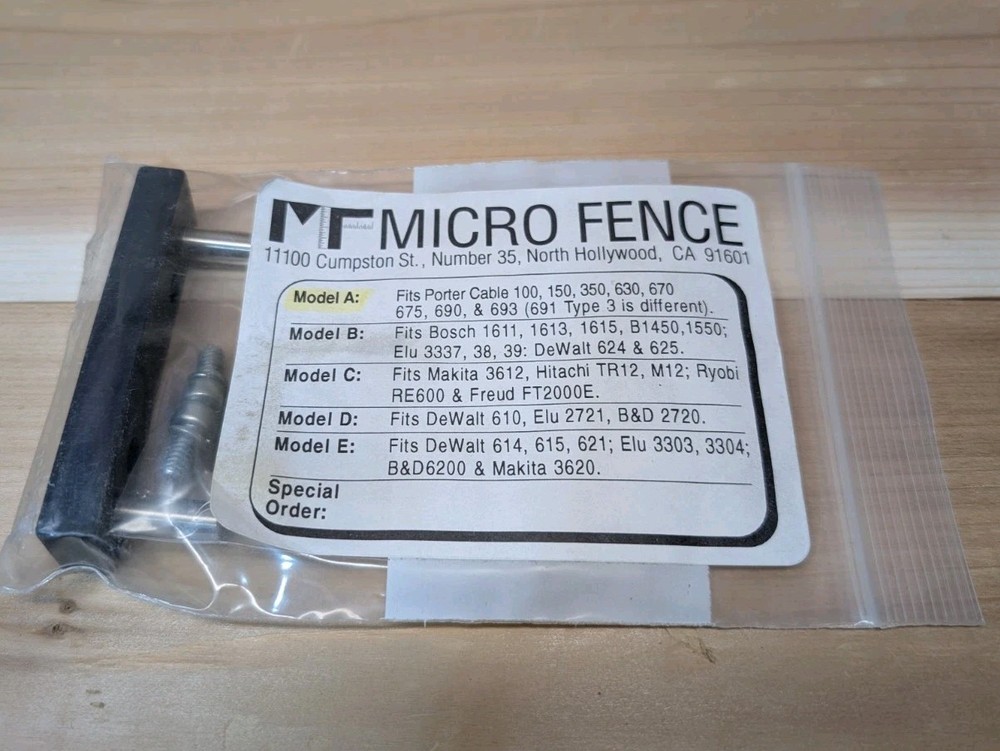 MF MICRO FENCE
11100 Cumpston St., Number 35, North Hollywood, CA 91601
Model A: Fits Porter Cable 100, 150, 350, 630, 670
675, 690, & 693 (691 Type 3 is different).
Model B: Fits Bosch 1611, 1613, 1615, B1450,1550;
Elu 3337, 38, 39: DeWalt 624 & 625.
Model C: Fits Makita 3612, Hitachi TR12, M12; Ryobi
RE600 & Freud FT2000E.
Model D: Fits DeWalt 610, Elu 2721, B&D 2720.
Model E: Fits DeWalt 614, 615, 621; Elu 3303, 3304;
B&D6200 & Makita 3620.
Special
Order: